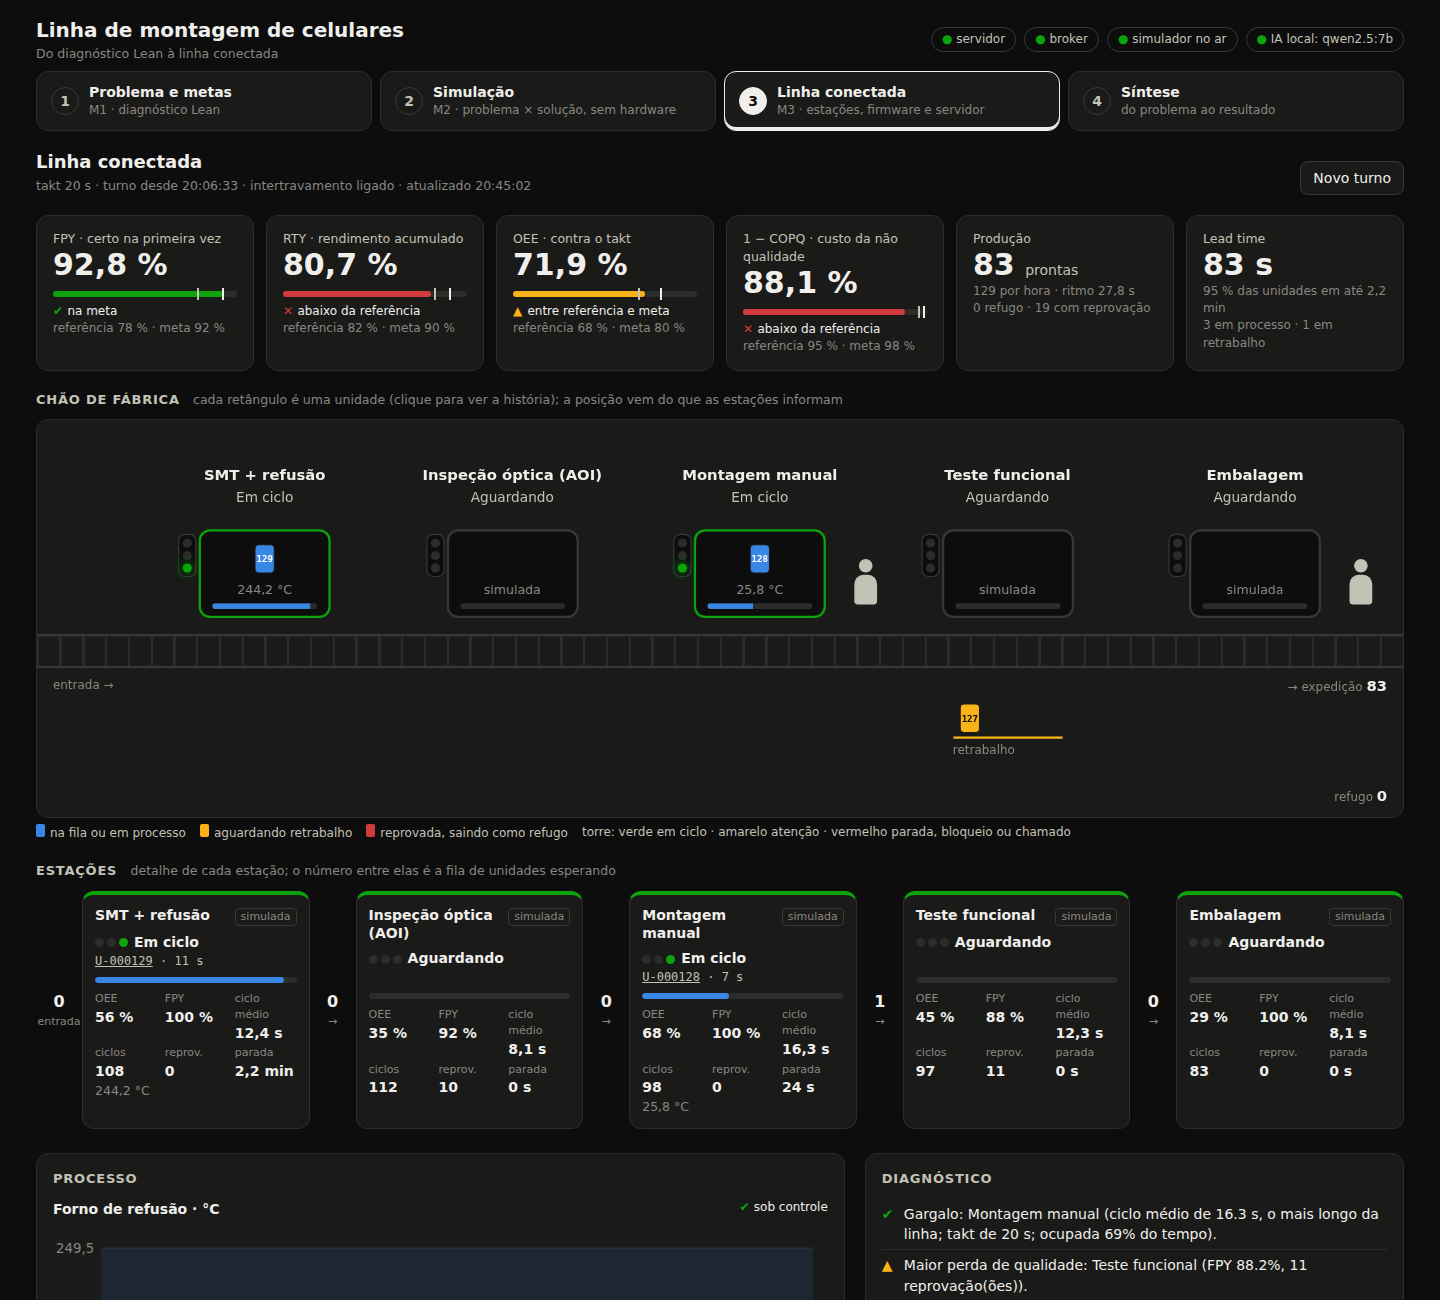 Linha de montagem de celulares
Do diagnóstico Lean à linha conectada
servidor
broker
simulador no ar
IA local: qwen2.5:7b
1
Problema e metas
M1 · diagnóstico Lean
2
Simulação
M2 · problema × solução, sem hardware
3
Linha conectada
M3 · estações, firmware e servidor
4
Síntese
do problema ao resultado
Linha conectada
takt 20 s · turno desde 20:06:33 · intertravamento ligado · atualizado 20:45:02
Novo turno
FPY · certo na primeira vez
92,8 %
✔ na meta
referência 78 % · meta 92 %
RTY · rendimento acumulado
80,7 %
✕ abaixo da referência
referência 82 % · meta 90 %
OEE · contra o takt
71,9 %
▲ entre referência e meta
referência 68 % · meta 80 %
1 − COPQ · custo da não
qualidade
88,1 %
✕ abaixo da referência
referência 95 % · meta 98 %
Produção
83 prontas
129 por hora · ritmo 27,8 s
0 refugo · 19 com reprovação
Lead time
83 s
95 % das unidades em até 2,2
min
3 em processo · 1 em
retrabalho
CHÃO DE FÁBRICA cada retângulo é uma unidade (clique para ver a história); a posição vem do que as estações informam
SMT + refusão
Em ciclo
129
244,2 °C
Inspeção óptica (AOI)
Aguardando
simulada
Montagem manual
Em ciclo
128
25,8 °C
Teste funcional
Aguardando
simulada
Embalagem
Aguardando
simulada
entrada →
→ expedição 83
127
retrabalho
refugo 0
na fila ou em processo
aguardando retrabalho
reprovada, saindo como refugo
torre: verde em ciclo · amarelo atenção · vermelho parada, bloqueio ou chamado
ESTAÇÕES detalhe de cada estação; o número entre elas é a fila de unidades esperando
0
entrada
SMT + refusão
simulada
Em ciclo
U-000129 · 11 s
OEE
56 %
FPY
100 %
ciclo
médio
12,4 s
ciclos
108
reprov.
0
parada
2,2 min
244,2 °C
0
→
Inspeção óptica
(AOI)
simulada
Aguardando
OEE
35 %
FPY
92 %
ciclo
médio
8,1 s
ciclos
112
reprov.
10
parada
0 s
0
→
Montagem
manual
simulada
Em ciclo
U-000128 · 7 s
OEE
68 %
FPY
100 %
ciclo
médio
16,3 s
ciclos
98
reprov.
0
parada
24 s
25,8 °C
1
→
Teste funcional
simulada
Aguardando
OEE
45 %
FPY
88 %
ciclo
médio
12,3 s
ciclos
97
reprov.
11
parada
0 s
0
→
Embalagem
simulada
Aguardando
OEE
29 %
FPY
100 %
ciclo
médio
8,1 s
ciclos
83
reprov.
0
parada
0 s
PROCESSO
Forno de refusão · °C
✔ sob controle
249,5
DIAGNÓSTICO
✔ Gargalo: Montagem manual (ciclo médio de 16.3 s, o mais longo da
linha; takt de 20 s; ocupada 69% do tempo).
▲ Maior perda de qualidade: Teste funcional (FPY 88.2%, 11
reprovação(ões)).